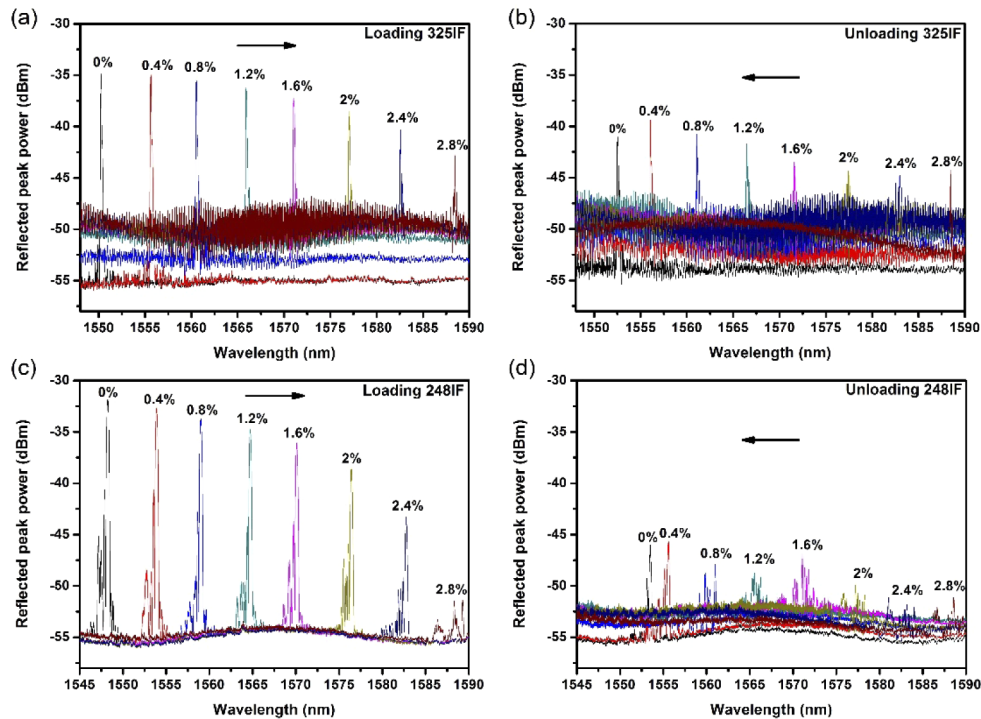 (a)
Loading 325IF
0%
0.4%
0.8%
1.2%
1.6%
2%
2.4%
2.8%
-30
-35
-40
-45
-50
-55
Reflected peak power (dBm)
1550 1555 1560 1565 1570 1575 1580 1585 1590
Wavelength (nm)
(b)
Unloading 325IF
0%
0.4%
0.8%
1.2%
1.6%
2%
2.4%
2.8%
-30
-35
-40
-45
-50
-55
Reflected peak power (dBm)
1550 1555 1560 1565 1570 1575 1580 1585 1590
Wavelength (nm)
(c)
Loading 248IF
0%
0.4%
0.8%
1.2%
1.6%
2%
2.4%
2.8%
-30
-35
-40
-45
-50
-55
Reflected peak power (dBm)
1545 1550 1555 1560 1565 1570 1575 1580 1585 1590
Wavelength (nm)
(d)
Unloading 248IF
0%
0.4%
0.8%
1.2%
1.6%
2%
2.4%
2.8%
-30
-35
-40
-45
-50
-55
Reflected peak power (dBm)
1545 1550 1555 1560 1565 1570 1575 1580 1585 1590
Wavelength (nm)